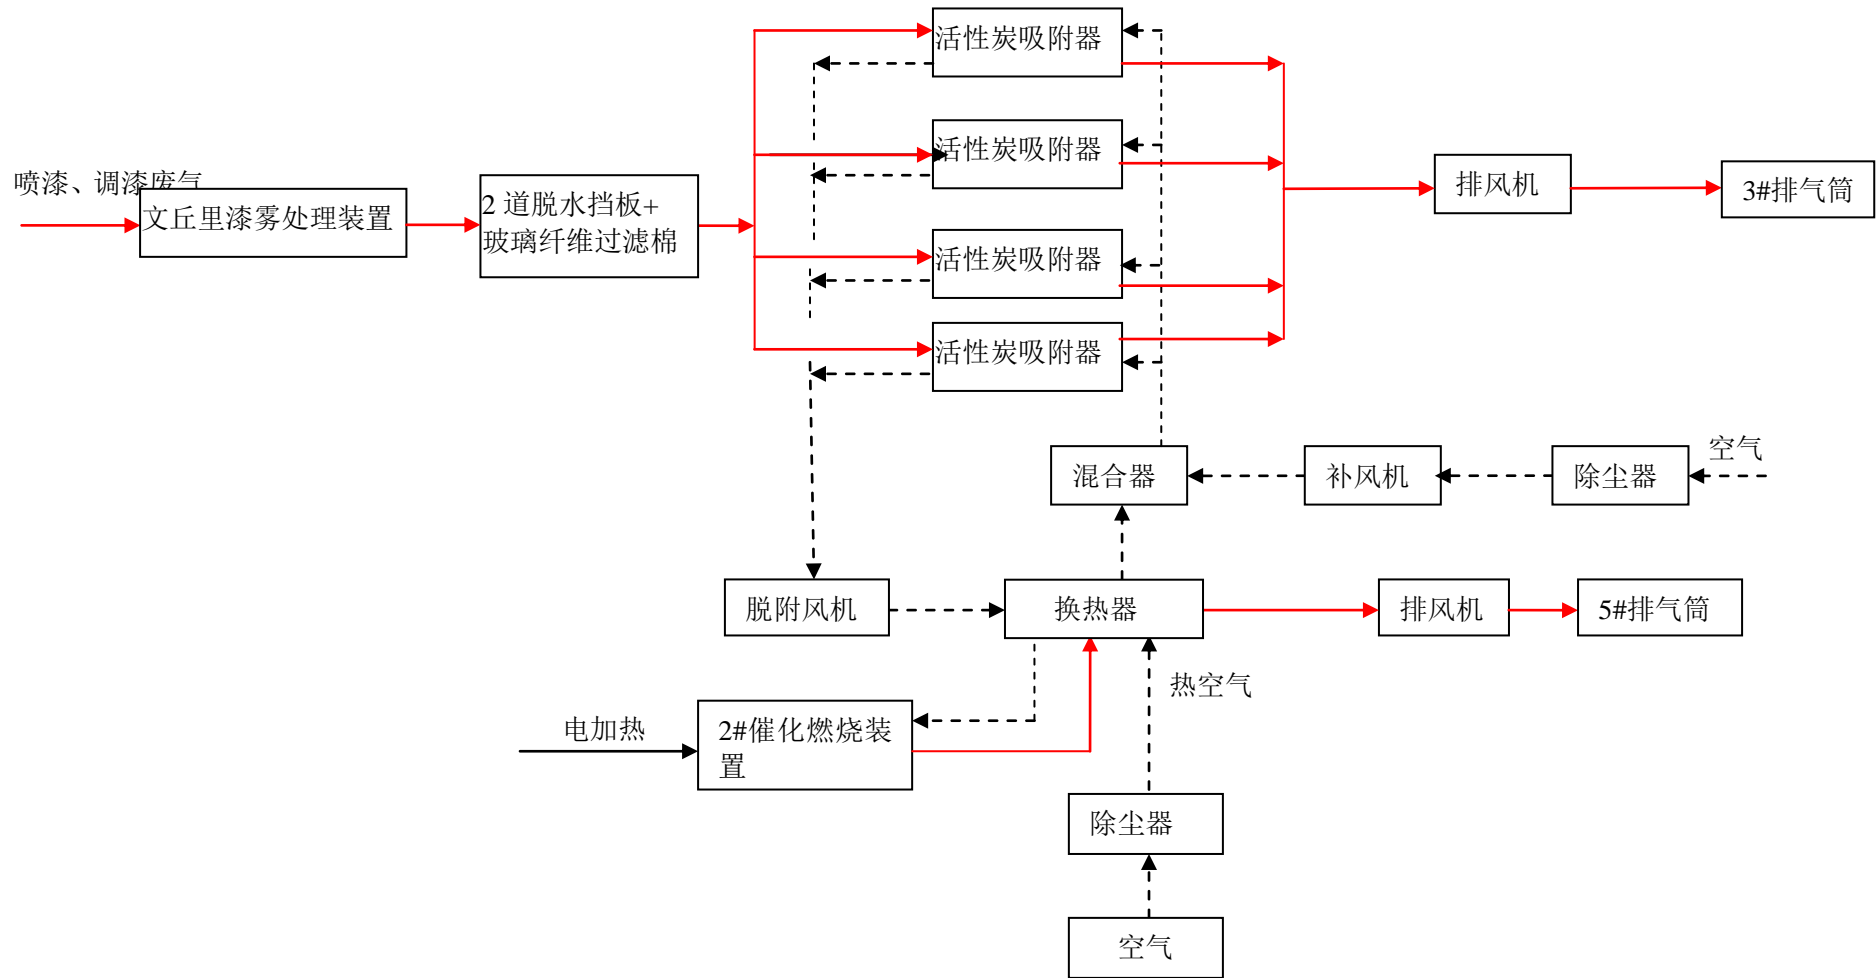 活性炭吸附器
活性炭吸附器
喷漆、调漆废气
文丘里漆雾处理装置
2 道脱水挡板+
玻璃纤维过滤棉
排风机
3#排气筒
活性炭吸附器
活性炭吸附器
混合器
补风机
除尘器
空气
脱附风机
换热器
排风机
5#排气筒
热空气
电加热
2#催化燃烧装
置
除尘器
空气